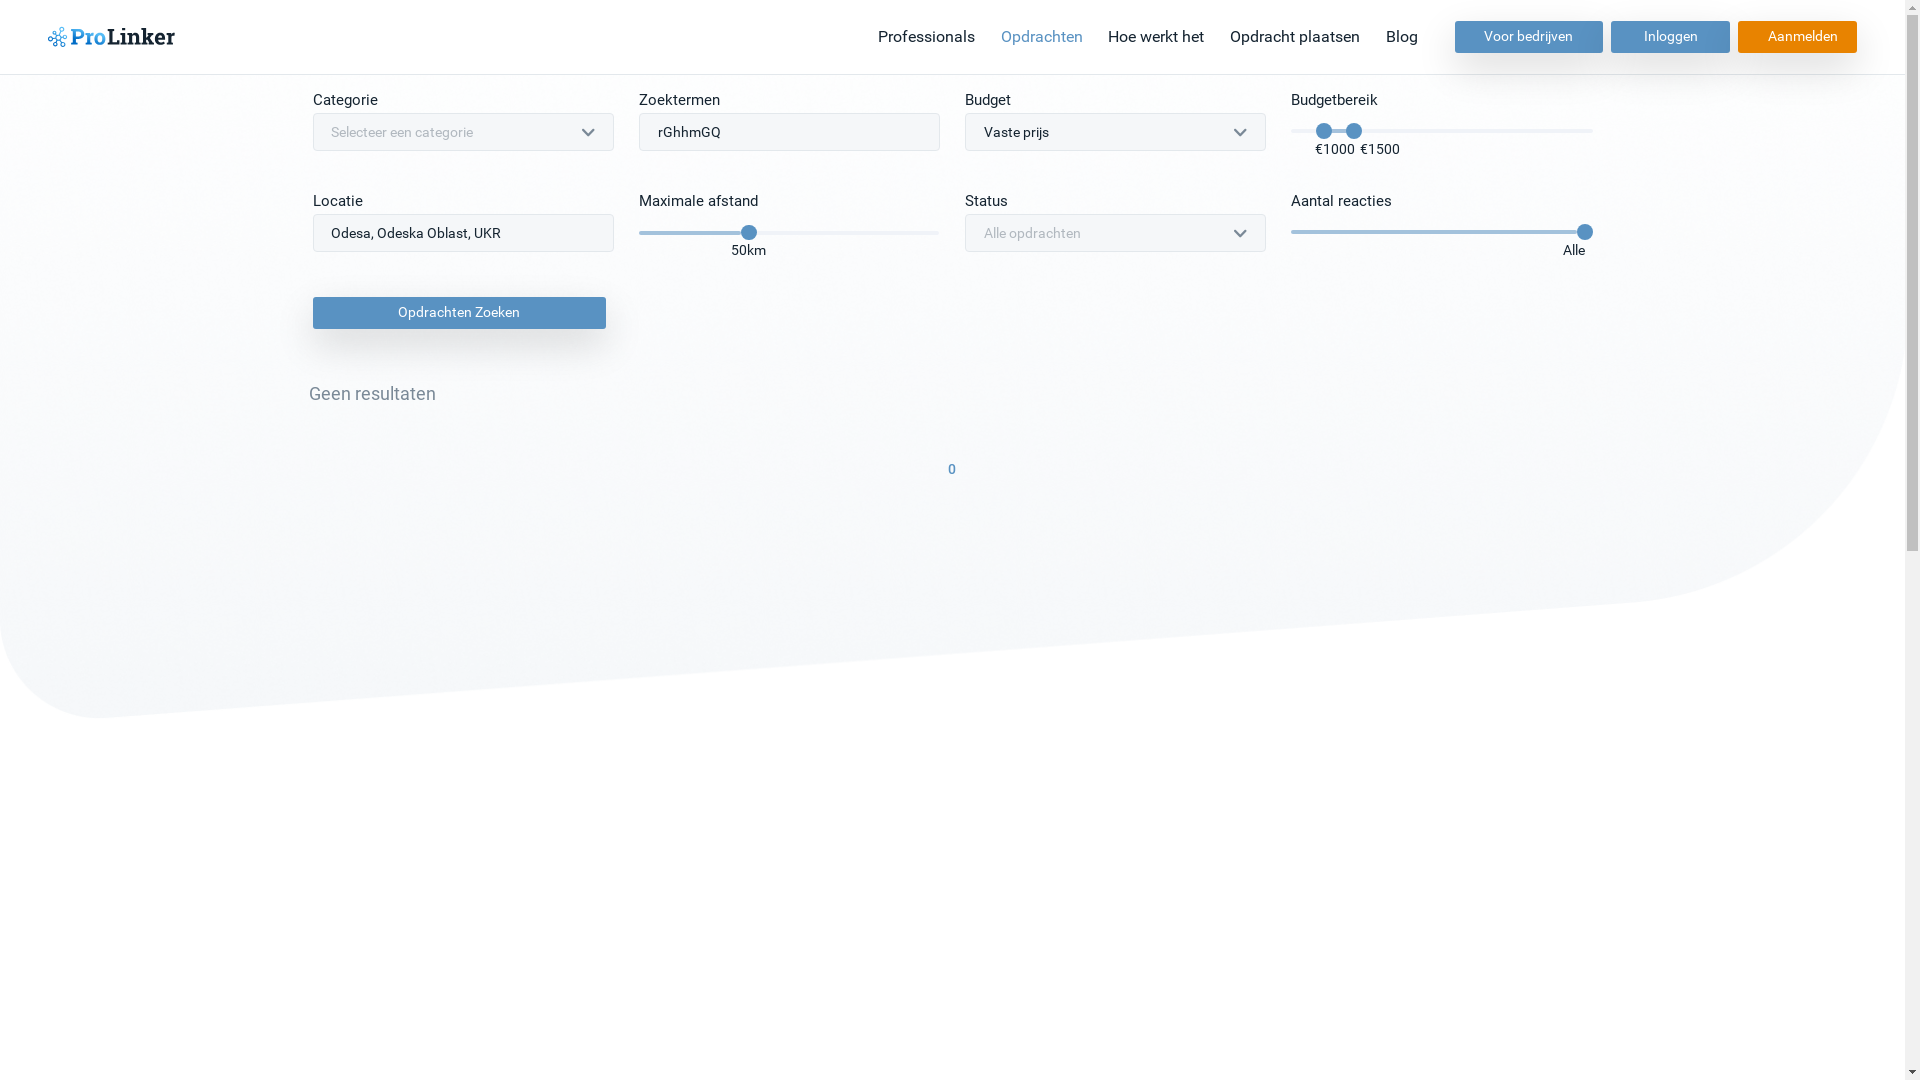 ProLinker
Professionals
Opdrachten
Hoe werkt het
Opdracht plaatsen
Blog
Voor bedrijven
Inloggen
Aanmelden
Categorie
Selecteer een categorie
Zoektermen
rGhhmGQ
Budget
Vaste prijs
Budgetbereik
€1000 €1500
Locatie
Odesa, Odeska Oblast, UKR
Maximale afstand
50km
Status
Alle opdrachten
Aantal reacties
Alle
Opdrachten Zoeken
Geen resultaten
0